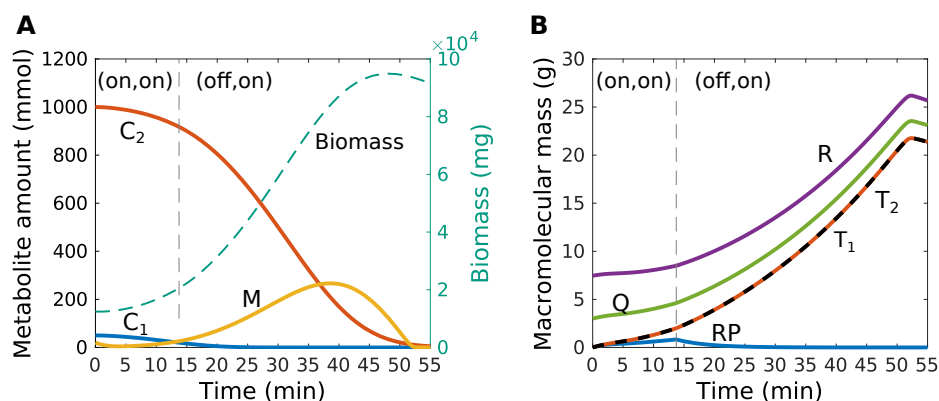 A
×10⁴
1200
1000
800
600
400
200
0
10
8
6
4
2
0
(on,on)
(off,on)
C₂
Biomass
M
C₁
Metabolite amount (mmol)
Biomass (mg)
0 5 10 15 20 25 30 35 40 45 50 55
Time (min)
B
30
25
20
15
10
5
0
(on,on)
(off,on)
R
T₂
T₁
Q
RP
Macromolecular mass (g)
0 5 10 15 20 25 30 35 40 45 50 55
Time (min)